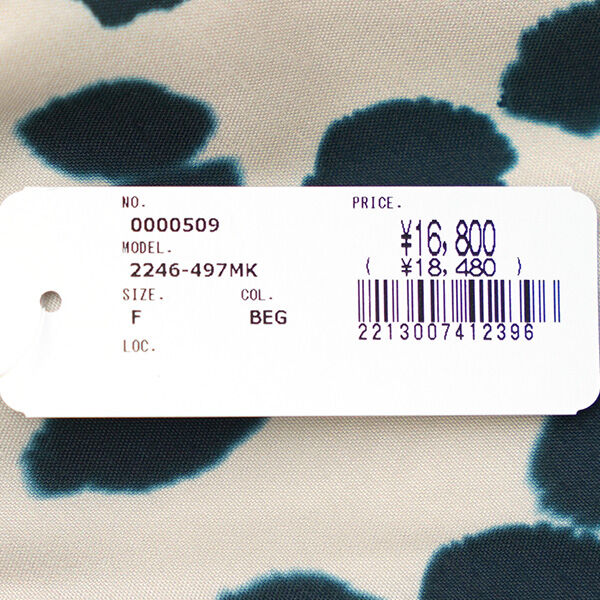 NO.
0000509
MODEL.
2246-497MK
SIZE. COL.
F BEG
LOC.
PRICE.
¥16,800
( ¥18,480 )
2213007412396